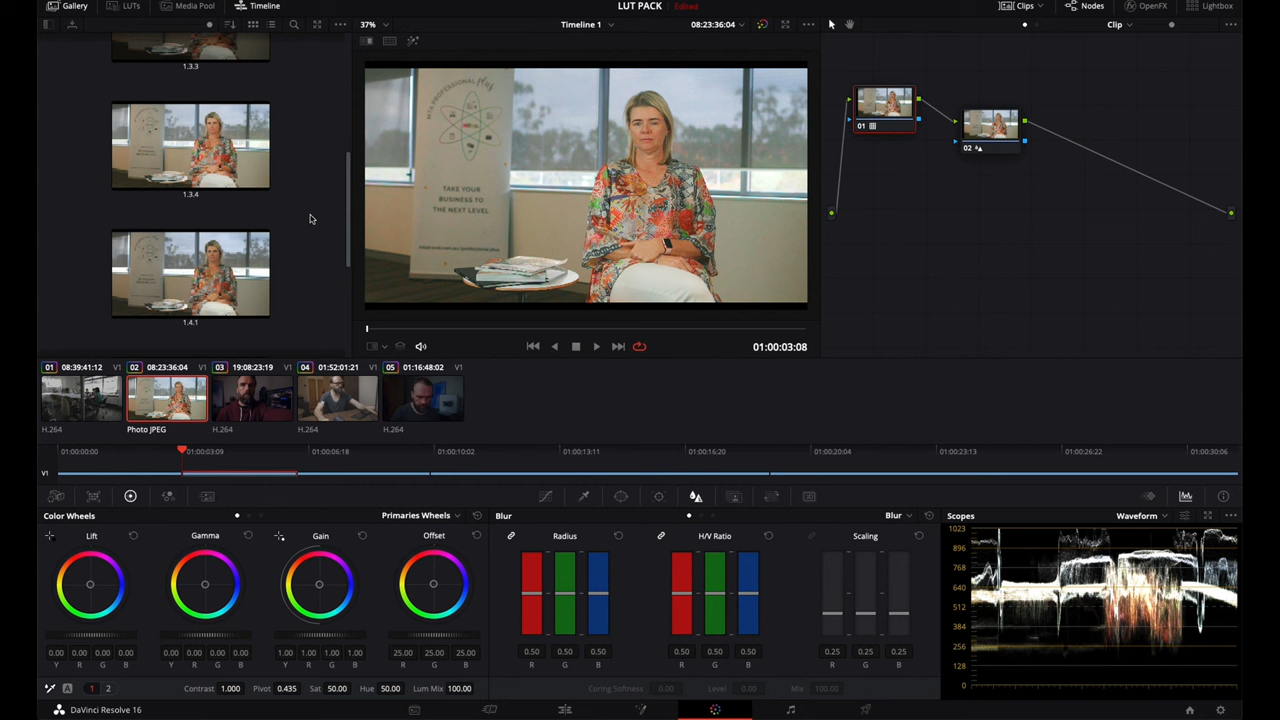 Gallery LUTs Media Pool Timeline LUT PACK Edited Clips Nodes OpenFX Lightbox
37% Timeline 1 08:23:36:04 Clip
1.3.3
1.3.4
1.4.1
MTA PROFESSIONAL plus
TAKE YOUR
BUSINESS TO
THE NEXT LEVEL
01
02
01:00:03:08
01 08:39:41:12 V1 02 08:23:36:04 V1 03 19:08:23:19 V1 04 01:52:01:21 V1 05 01:16:48:02 V1
H.264 Photo JPEG H.264 H.264 H.264
01:00:00:00 01:00:03:09 01:00:06:18 01:00:10:02 01:00:13:11 01:00:16:20 01:00:20:04 01:00:23:13 01:00:26:22 01:00:30:06
V1
Color Wheels Primaries Wheels Blur Blur Scopes Waveform
Lift Gamma Gain Offset Radius H/V Ratio Scaling
1023
896
768
640
512
384
256
128
0
0.00 0.00 0.00 0.00 0.00 0.00 0.00 0.00 1.00 1.00 1.00 1.00 25.00 25.00 25.00 0.50 0.50 0.50 0.50 0.50 0.50 0.25 0.25 0.25
Y R G B Y R G B Y R G B R G B R G B R G B R G B
A 1 2 Contrast 1.000 Pivot 0.435 Sat 50.00 Hue 50.00 Lum Mix 100.00 Coring Softness 0.00 Level 0.00 Mix 100.00
DaVinci Resolve 16